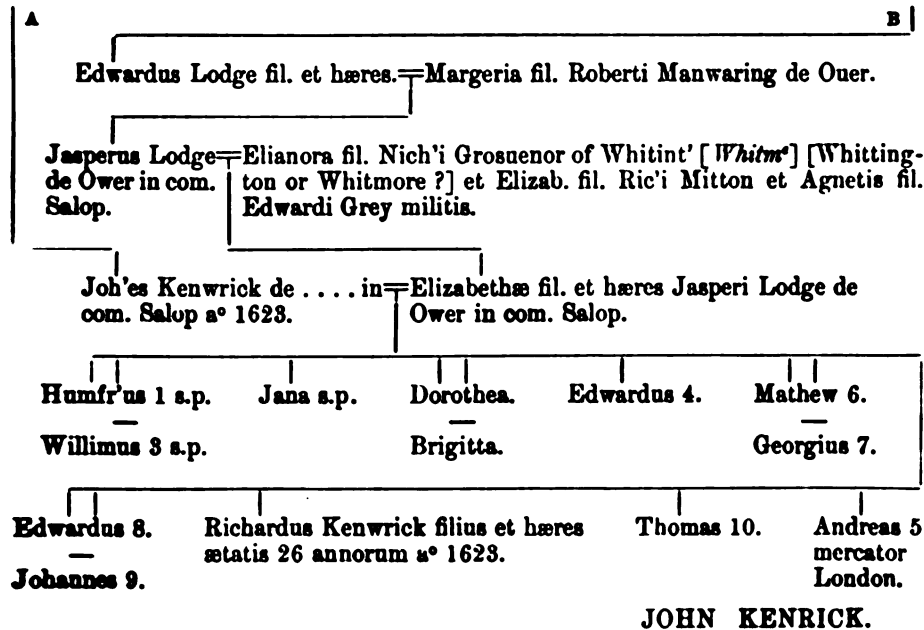 A B
Edwardus Lodge fil. et hæres.=Margeria fil. Roberti Manwaring de Ouer.
Jasperus Lodge=Elianora fil. Nich'i Grosuenor of Whitint' [Whitmᵉ] [Whitting-
de Ower in com. ton or Whitmore ?] et Elizab. fil. Ric'i Mitton et Agnetis fil.
Salop. Edwardi Grey militis.
Joh'es Kenwrick de .... in=Elizabethæ fil. et hæres Jasperi Lodge de
com. Salop aº 1623. Ower in com. Salop.
Humfr'us 1 s.p. Jana s.p. Dorothea. Edwardus 4. Mathew 6.
Willimus 3 s.p. Brigitta. Georgius 7.
Edwardus 8. Richardus Kenwrick filius et hæres Thomas 10. Andreas 5
ætatis 26 annorum aº 1623. mercator
Johannes 9. London.
JOHN KENRICK.